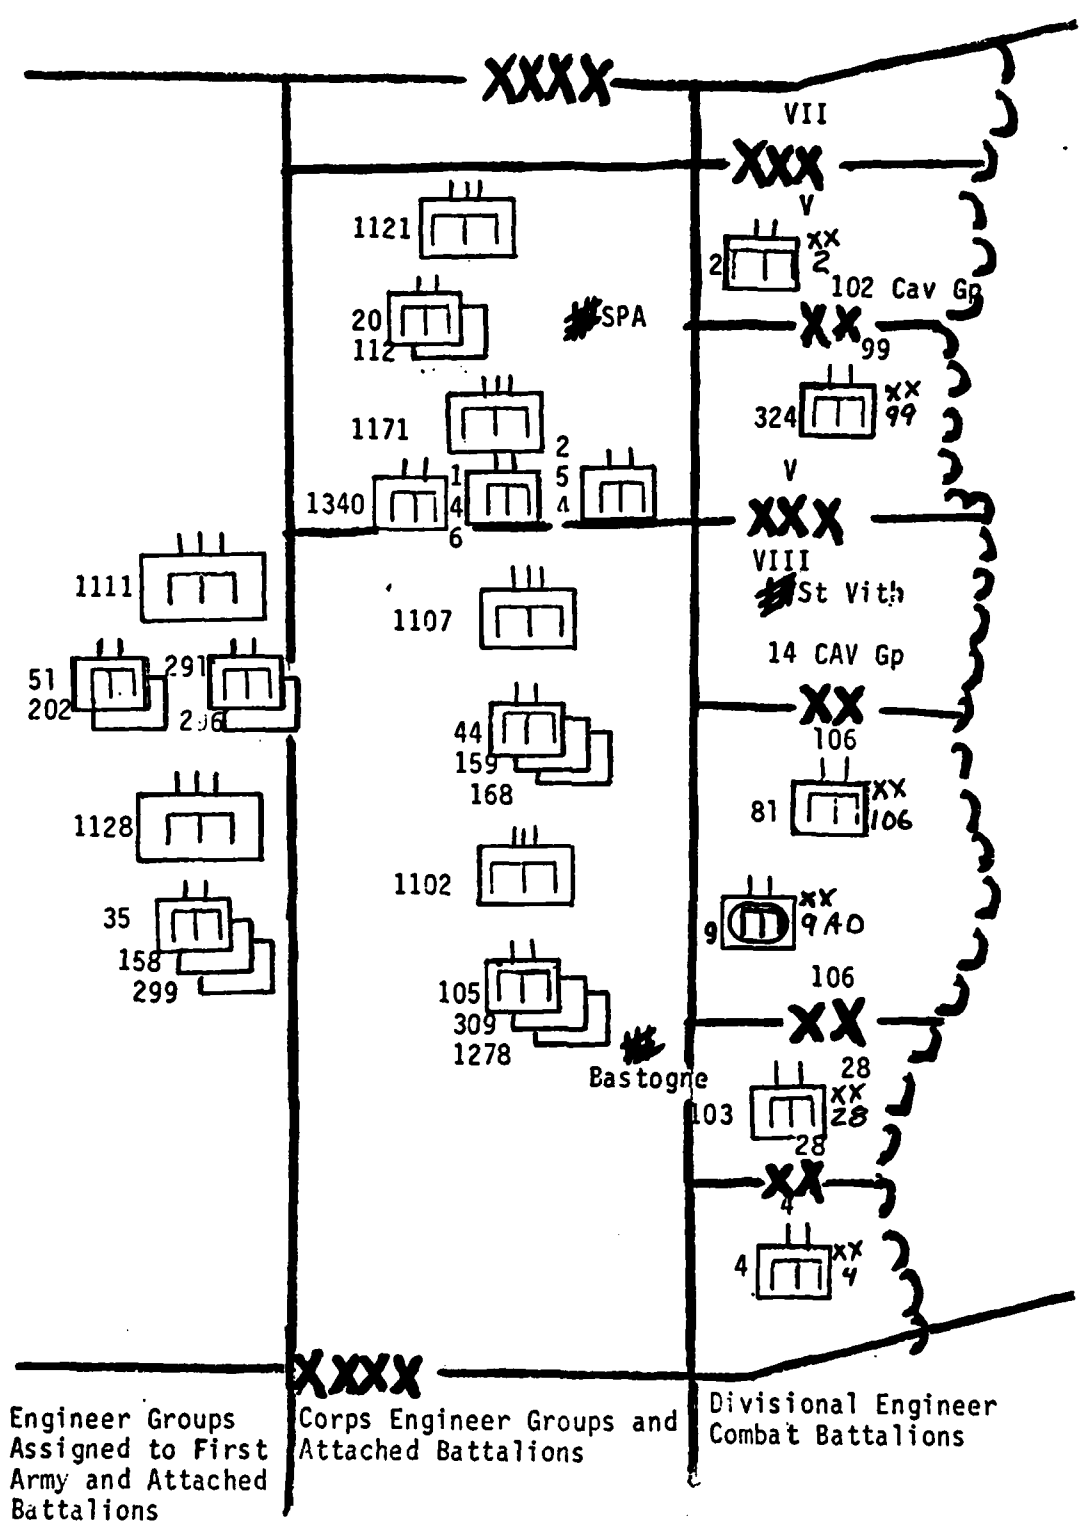 XXXX
VII
XXX
V
1121
2
XX
2
102 Cav Gp
20
112
SPA
XX
99
324
XX
99
1171
1340
1
4
6
2
5
4
V
XXX
VIII
St Vith
1111
1107
14 CAV Gp
51
202
291
296
XX
106
44
159
168
81
XX
106
1128
1102
35
158
299
9
XX
9 AD
106
XX
28
105
309
1278
Bastogne
103
XX
28
28
XX
4
4
XX
4
XXXX
Engineer Groups
Assigned to First
Army and Attached
Battalions
Corps Engineer Groups and
Attached Battalions
Divisional Engineer
Combat Battalions